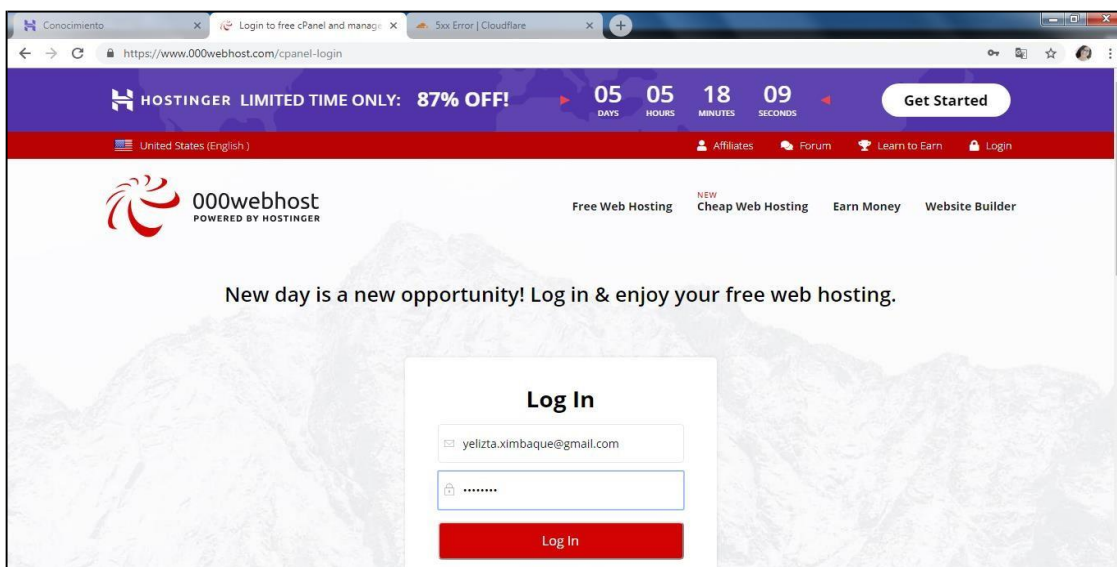 Conocimiento
Login to free cPanel and manage
5xx Error | Cloudflare
https://www.000webhost.com/cpanel-login
HOSTINGER LIMITED TIME ONLY: 87% OFF! 05 05 18 09 Get Started
DAYS HOURS MINUTES SECONDS
United States (English ) Affiliates Forum Learn to Earn Login
000webhost
POWERED BY HOSTINGER
NEW
Free Web Hosting Cheap Web Hosting Earn Money Website Builder
New day is a new opportunity! Log in & enjoy your free web hosting.
Log In
yelizta.ximbaque@gmail.com
••••••••
Log In